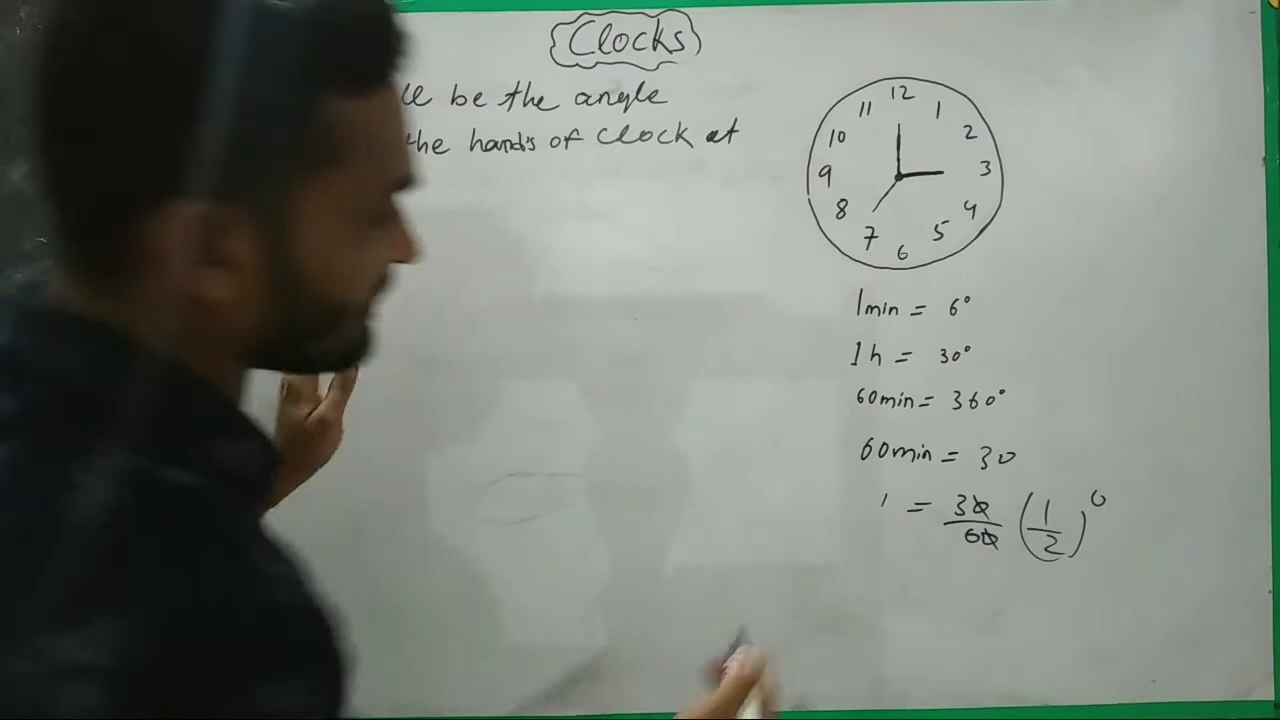 Clocks
be the angle
the hands of Clock at
12
11 1
10 2
9 3
8 4
7 5
6
1min = 6°
1h = 30°
60min = 360°
60min = 30
1 = 30/60 (1/2)°